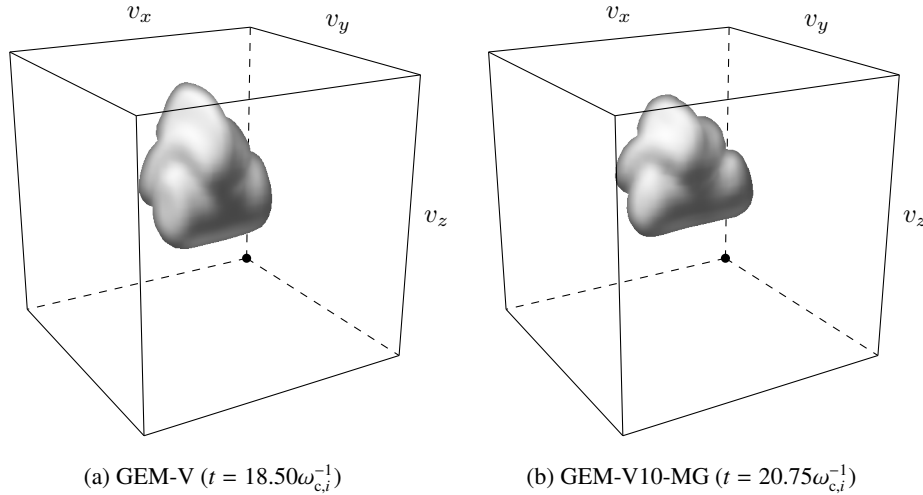 v_x v_y v_x v_y
v_z v_z
(a) GEM-V (t = 18.50ω_{c,i}^{-1})
(b) GEM-V10-MG (t = 20.75ω_{c,i}^{-1})